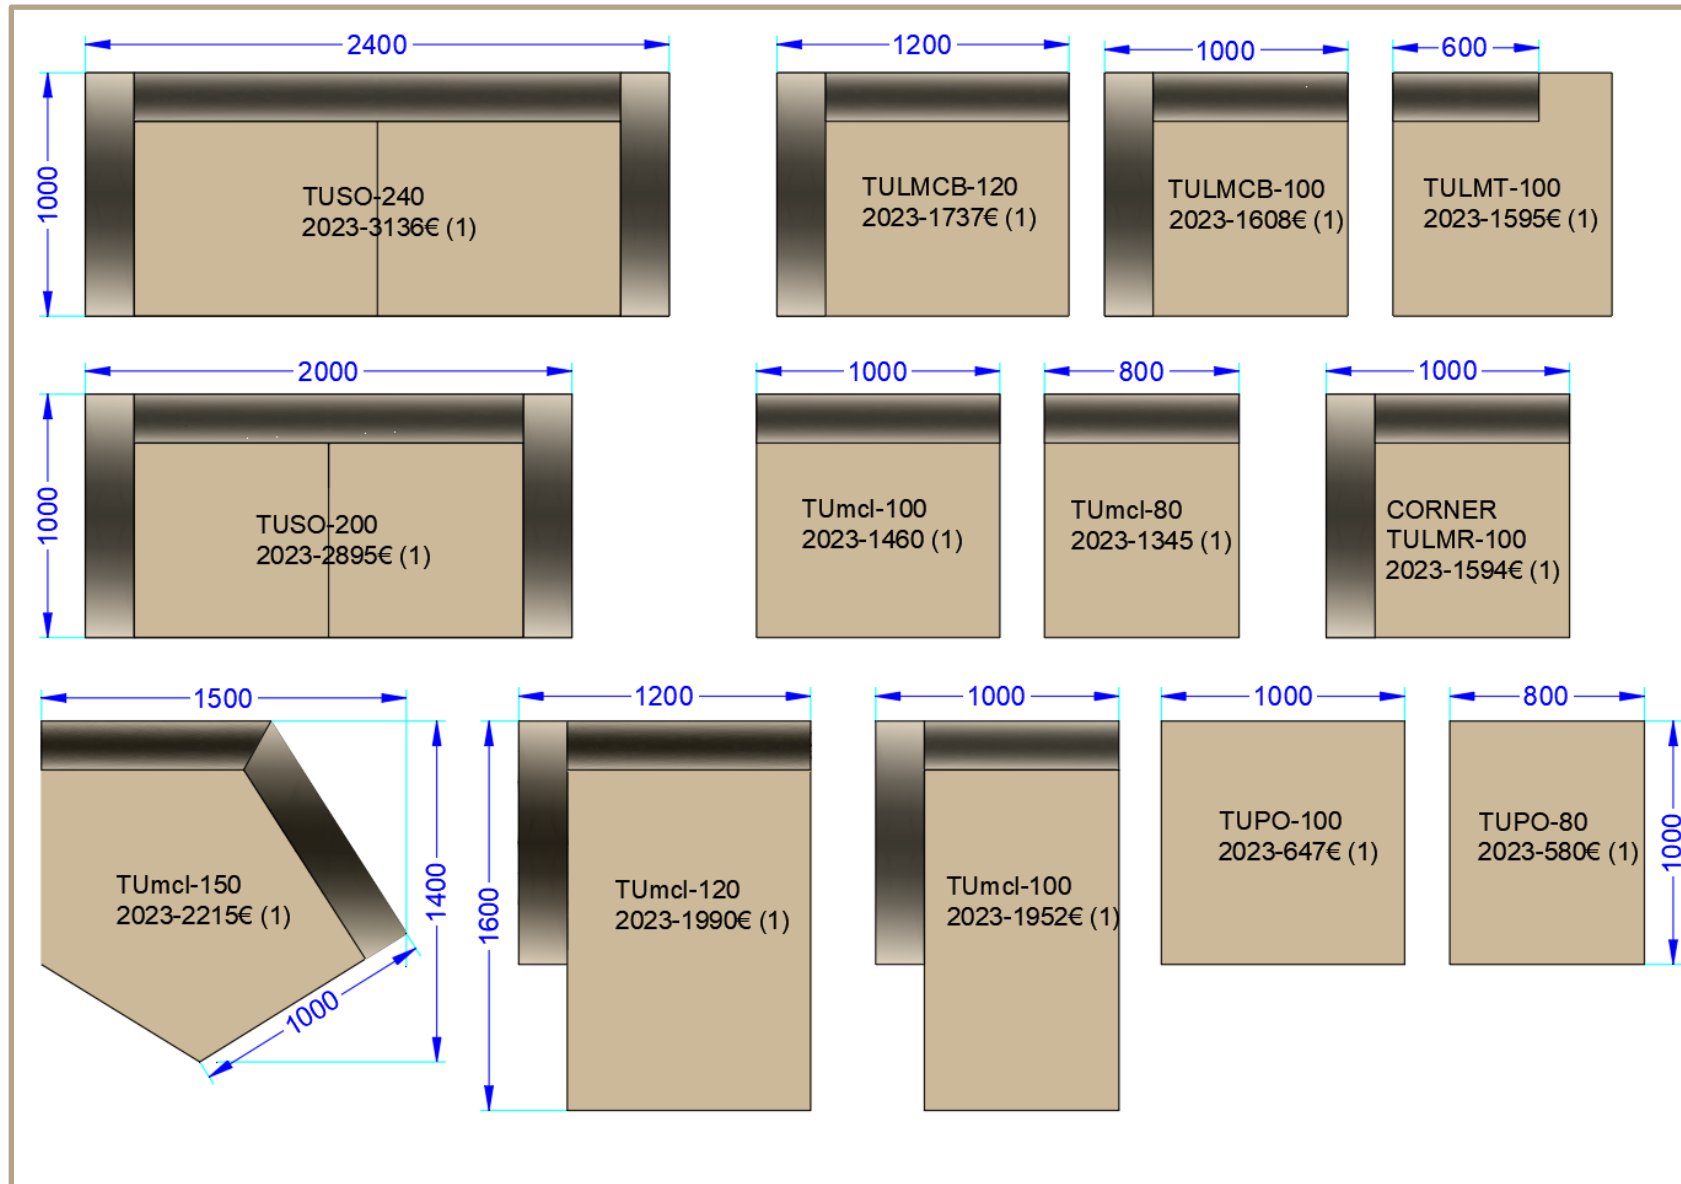 2400
1200
1000
600
1000
TUSO-240
2023-3136€ (1)
TULMCB-120
2023-1737€ (1)
TULMCB-100
2023-1608€ (1)
TULMT-100
2023-1595€ (1)
2000
1000
800
1000
1000
TUSO-200
2023-2895€ (1)
TUmcl-100
2023-1460 (1)
TUmcl-80
2023-1345 (1)
CORNER
TULMR-100
2023-1594€ (1)
1500
1200
1000
1000
800
TUmcl-150
2023-2215€ (1)
1400
1000
1600
TUmcl-120
2023-1990€ (1)
TUmcl-100
2023-1952€ (1)
TUPO-100
2023-647€ (1)
TUPO-80
2023-580€ (1)
1000